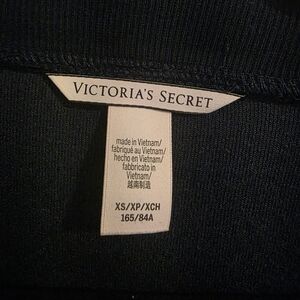 VICTORIA'S SECRET
made in Vietnam/
fabriqué au Vietnam/
hecho en Vietnam/
fabbricato in
Vietnam/
越南制造
XS/XP/XCH
165/84A